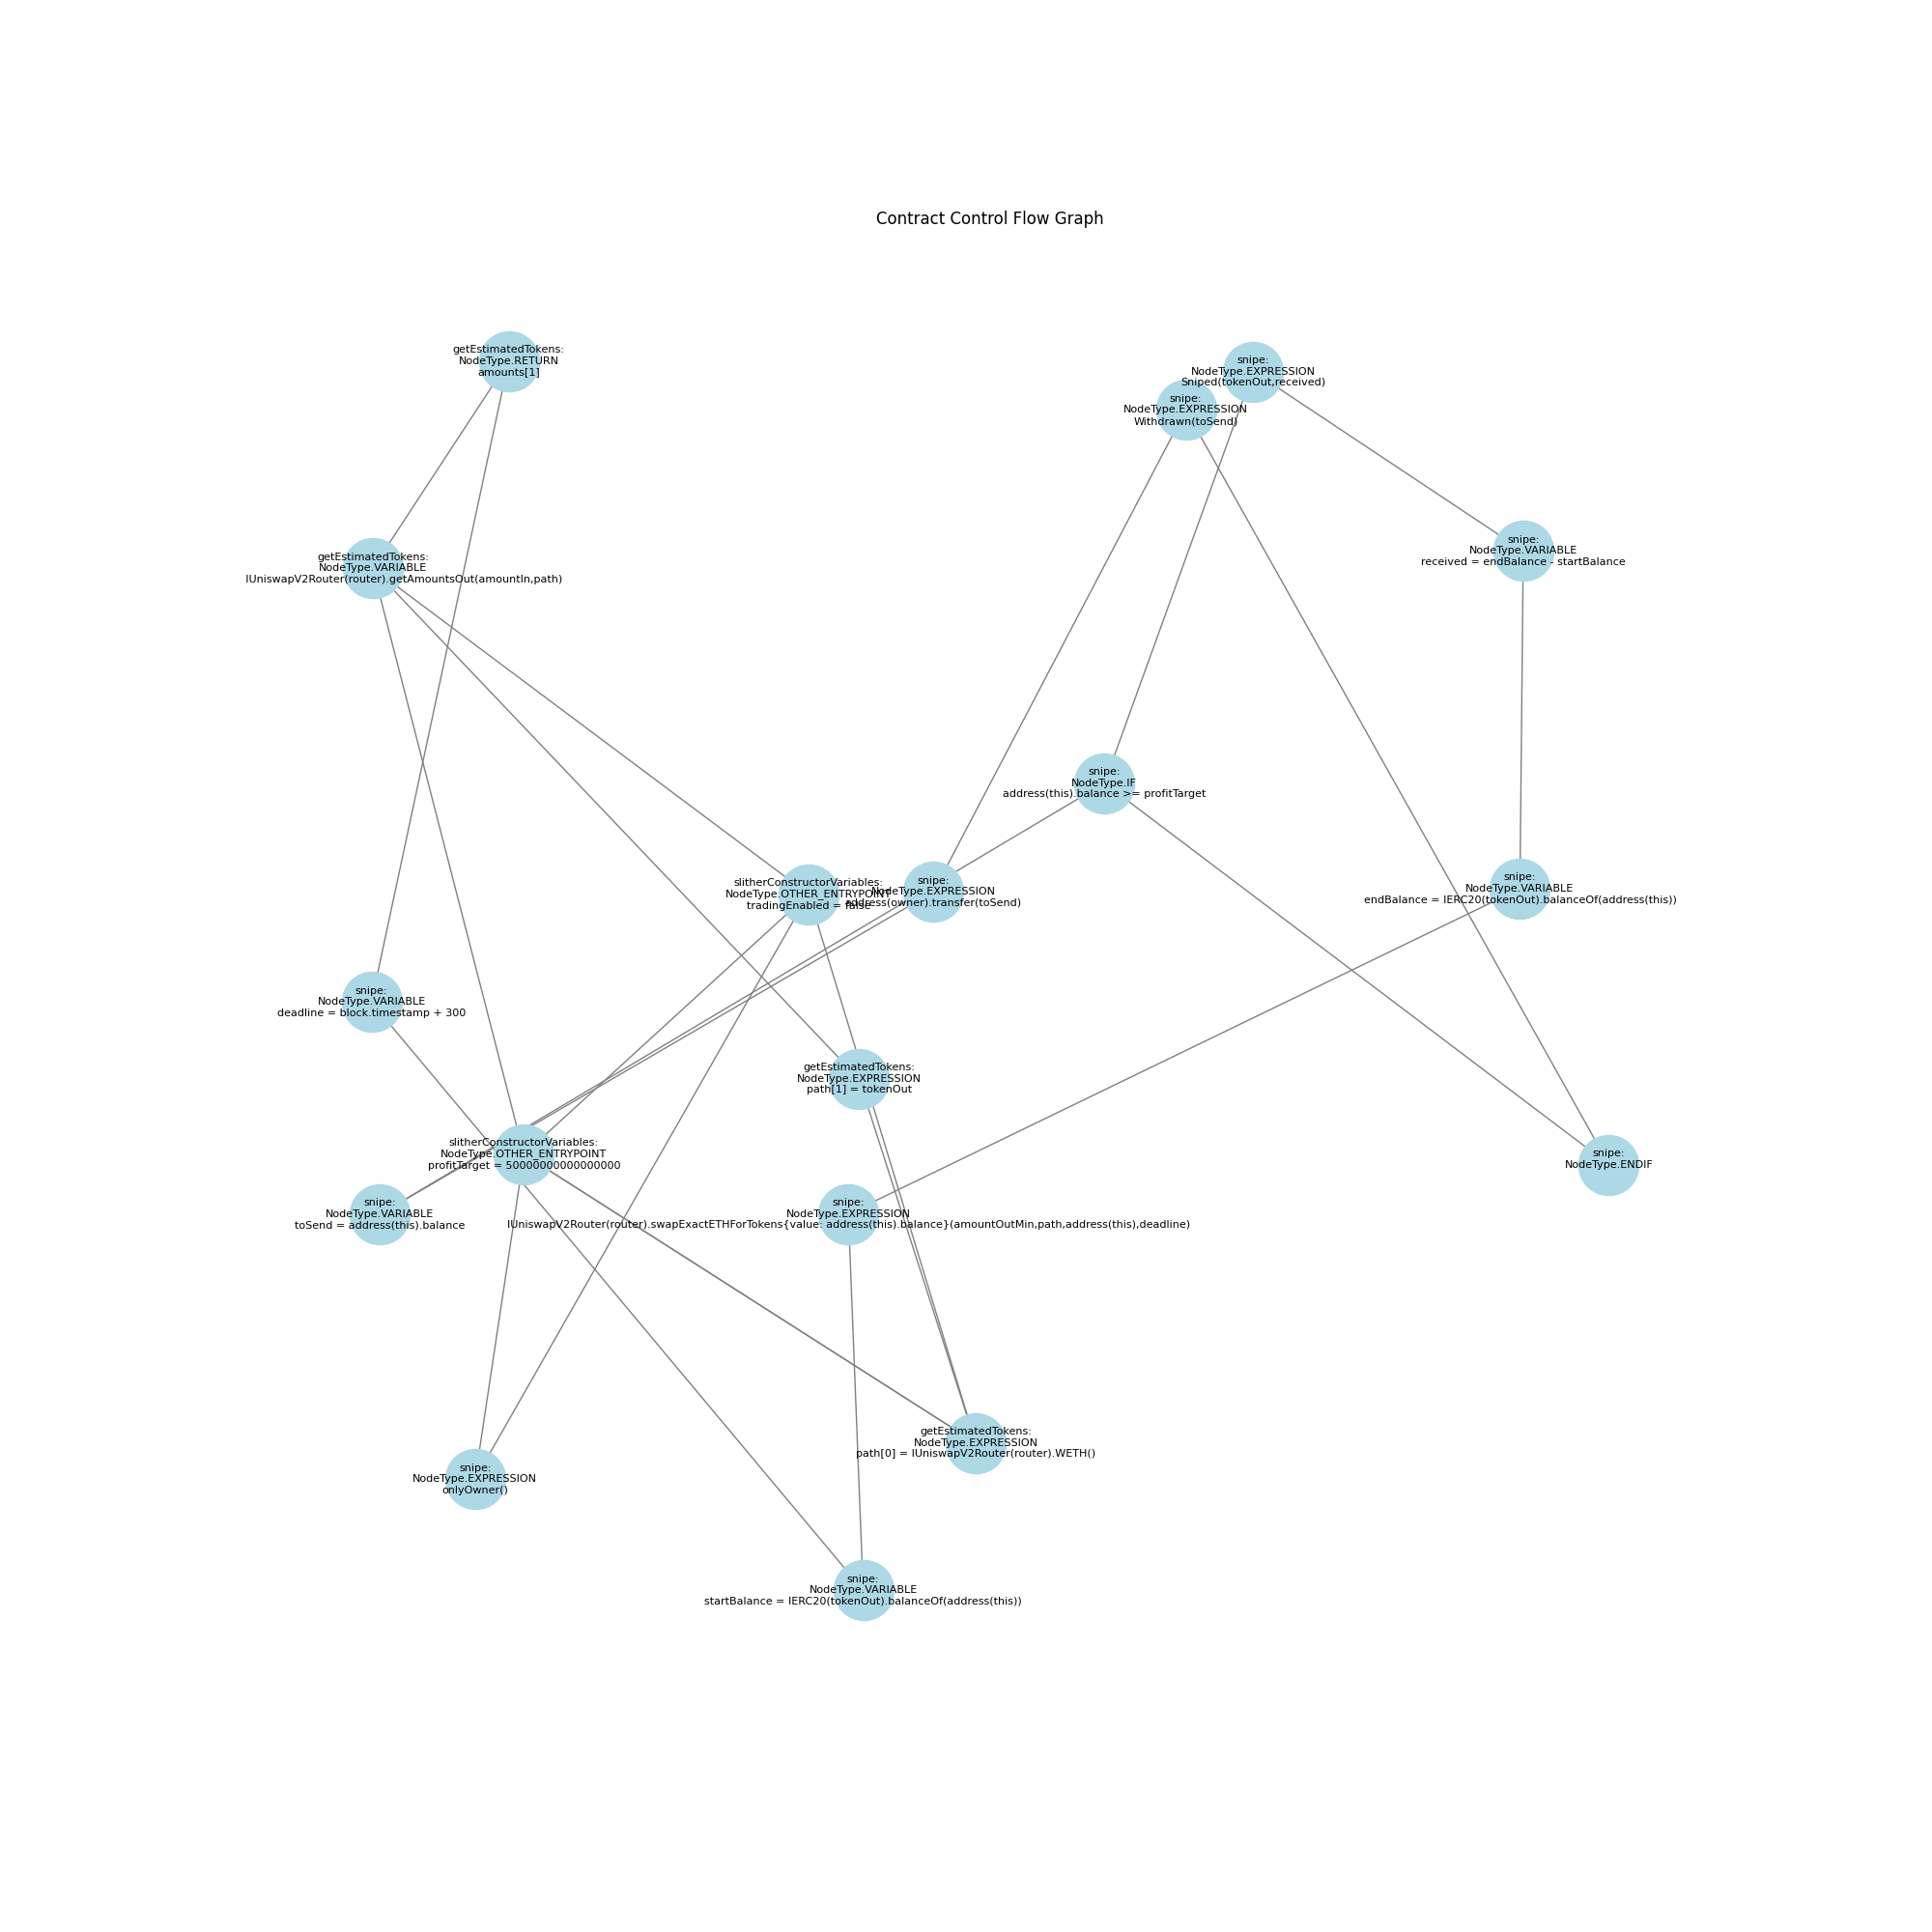 Contract Control Flow Graph
getEstimatedTokens:
NodeType.RETURN
amounts[1]
snipe:
NodeType.EXPRESSION
Sniped(tokenOut,received)
snipe:
NodeType.EXPRESSION
Withdrawn(toSend)
snipe:
NodeType.VARIABLE
received = endBalance - startBalance
getEstimatedTokens:
NodeType.VARIABLE
IUniswapV2Router(router).getAmountsOut(amountIn,path)
snipe:
NodeType.IF
address(this).balance >= profitTarget
slitherConstructorVariables:
NodeType.OTHER_ENTRYPOINT
tradingEnabled = false
snipe:
NodeType.EXPRESSION
address(owner).transfer(toSend)
snipe:
NodeType.VARIABLE
endBalance = IERC20(tokenOut).balanceOf(address(this))
snipe:
NodeType.VARIABLE
deadline = block.timestamp + 300
getEstimatedTokens:
NodeType.EXPRESSION
path[1] = tokenOut
slitherConstructorVariables:
NodeType.OTHER_ENTRYPOINT
profitTarget = 50000000000000000
snipe:
NodeType.ENDIF
snipe:
NodeType.VARIABLE
toSend = address(this).balance
snipe:
NodeType.EXPRESSION
IUniswapV2Router(router).swapExactETHForTokens{value: address(this).balance}(amountOutMin,path,address(this),deadline)
getEstimatedTokens:
NodeType.EXPRESSION
path[0] = IUniswapV2Router(router).WETH()
snipe:
NodeType.EXPRESSION
onlyOwner()
snipe:
NodeType.VARIABLE
startBalance = IERC20(tokenOut).balanceOf(address(this))